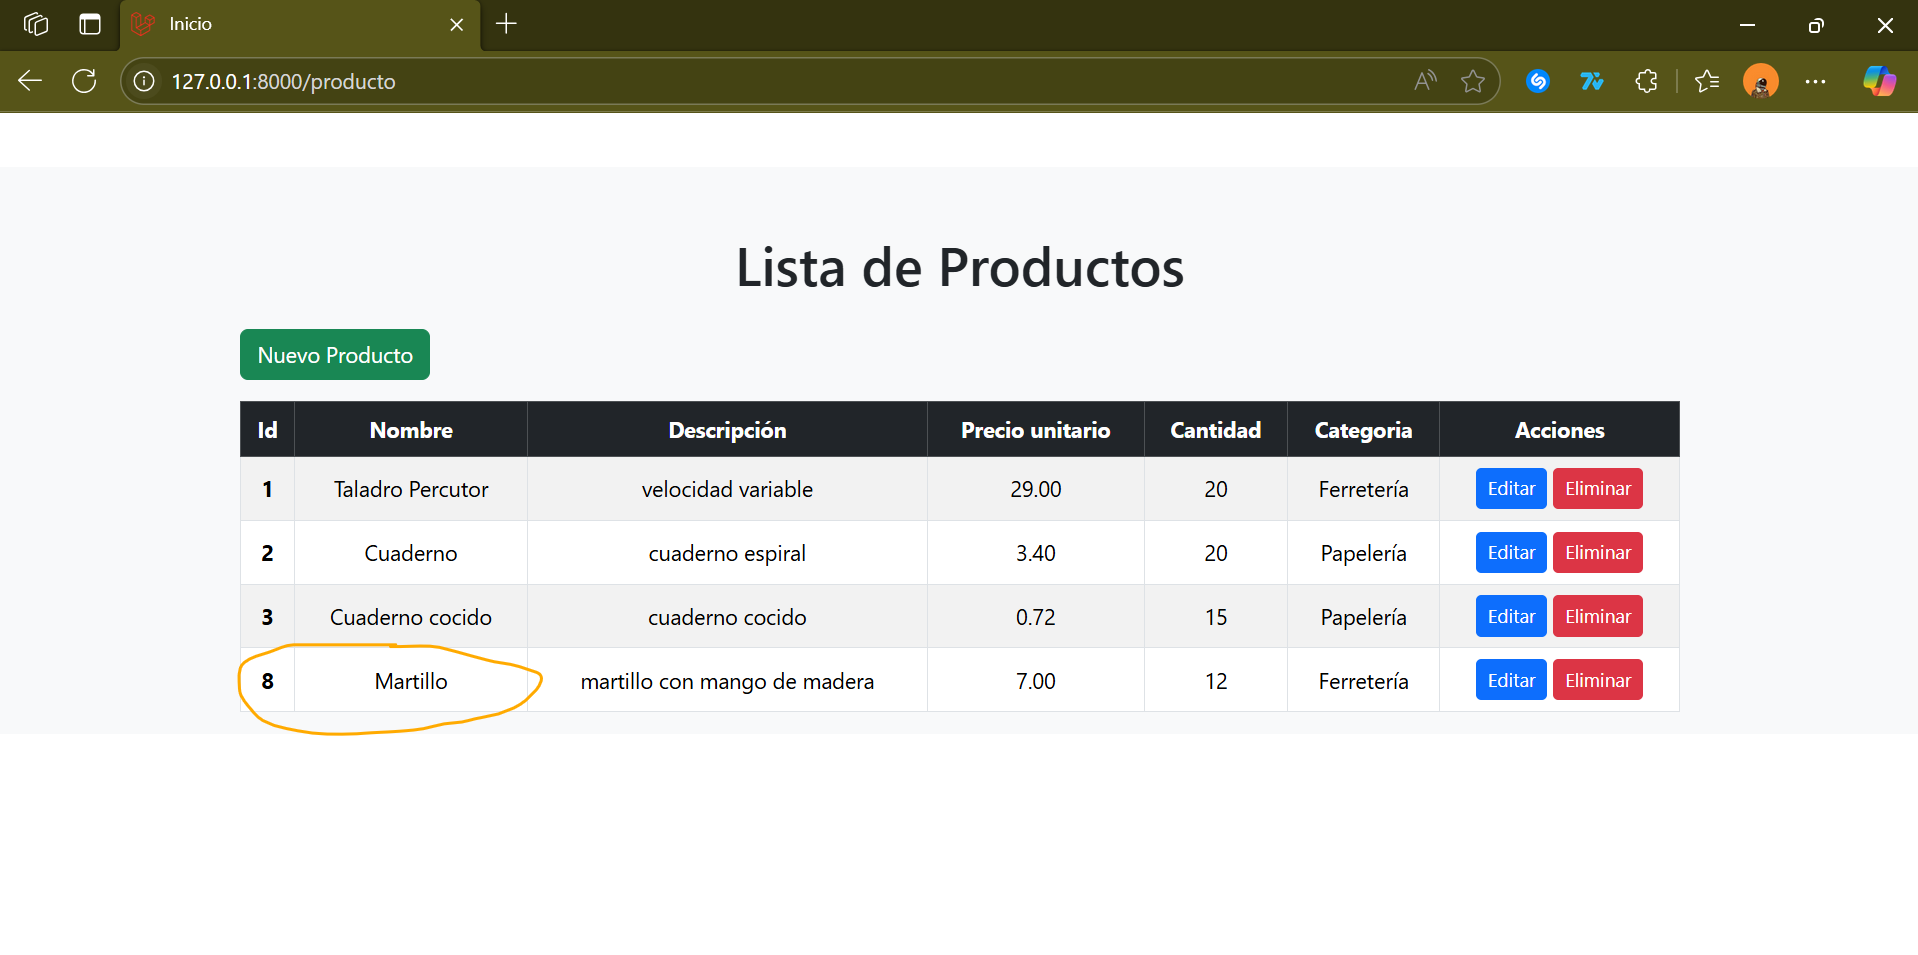 Inicio
127.0.0.1:8000/producto
Lista de Productos
Nuevo Producto
Id Nombre Descripción Precio unitario Cantidad Categoria Acciones
1 Taladro Percutor velocidad variable 29.00 20 Ferretería Editar Eliminar
2 Cuaderno cuaderno espiral 3.40 20 Papelería Editar Eliminar
3 Cuaderno cocido cuaderno cocido 0.72 15 Papelería Editar Eliminar
8 Martillo martillo con mango de madera 7.00 12 Ferretería Editar Eliminar